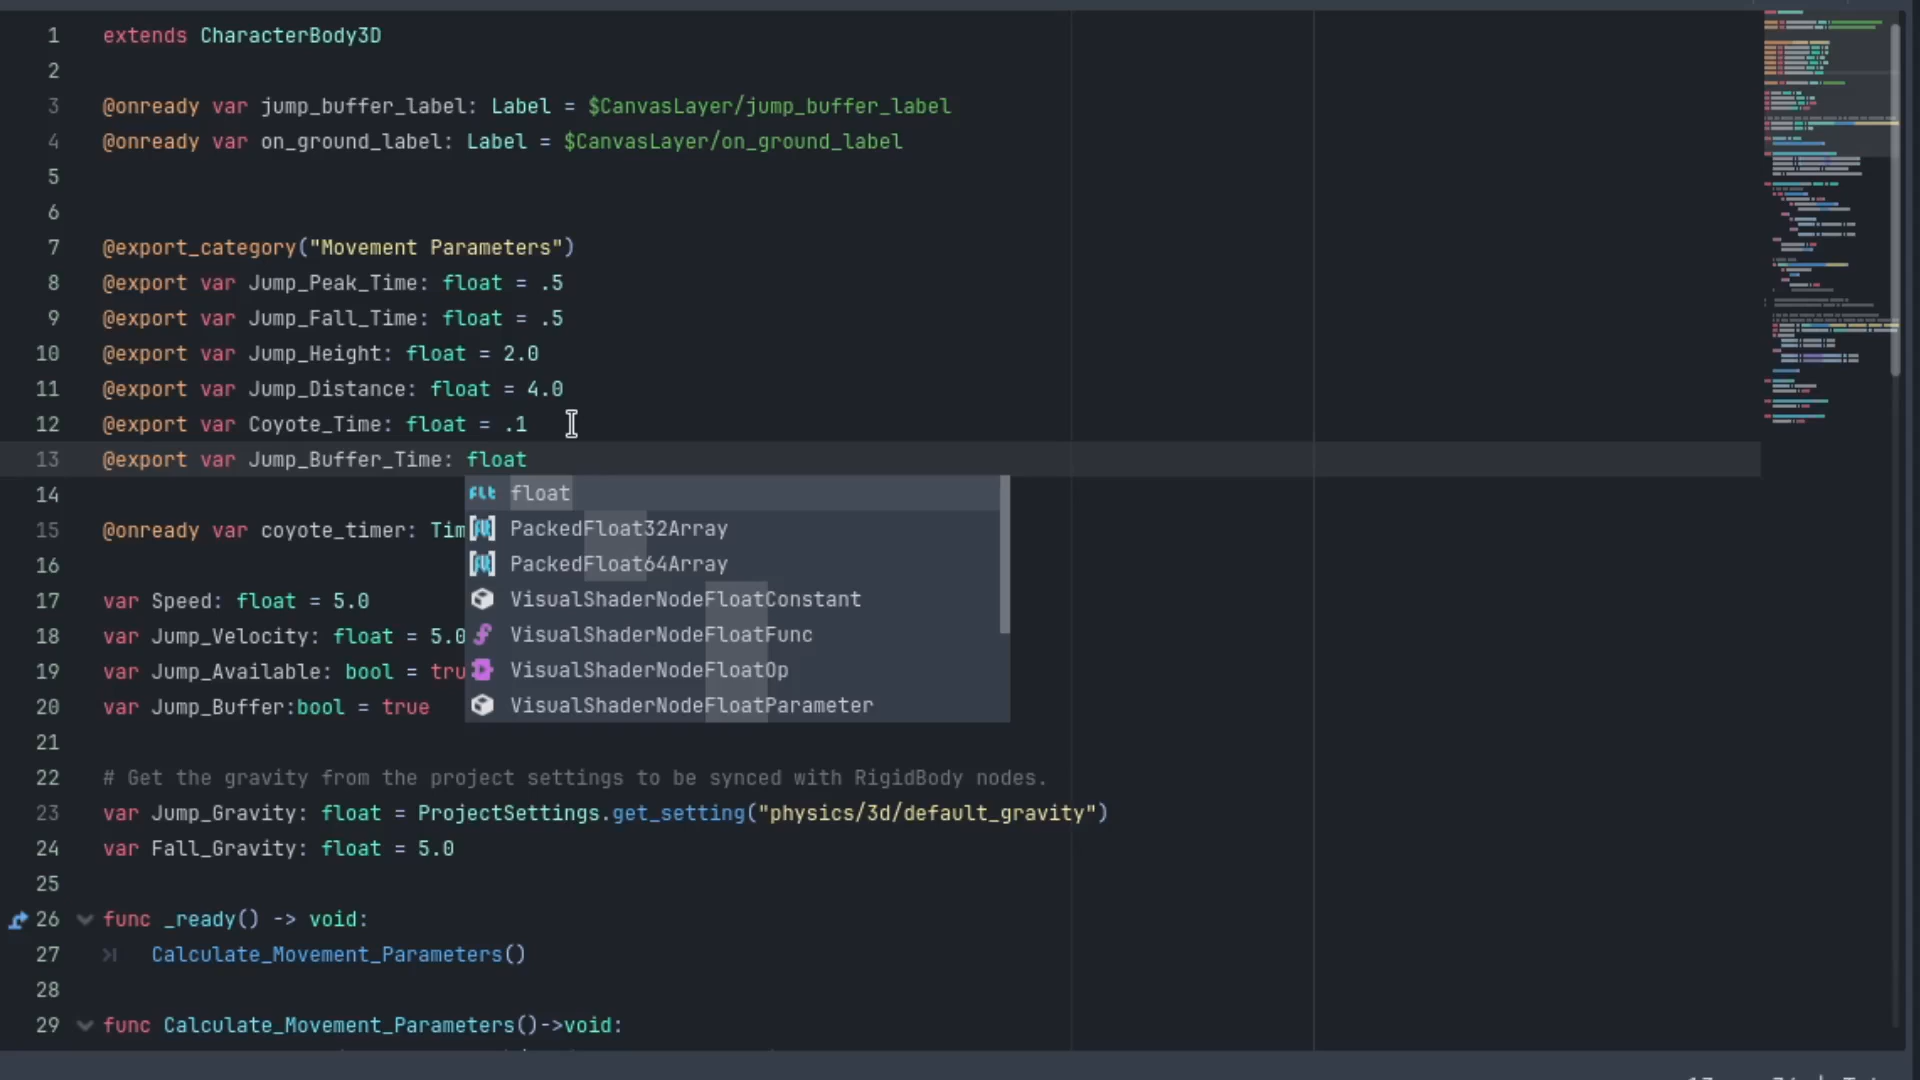 1 extends CharacterBody3D
2
3 @onready var jump_buffer_label: Label = $CanvasLayer/jump_buffer_label
4 @onready var on_ground_label: Label = $CanvasLayer/on_ground_label
5
6
7 @export_category("Movement Parameters")
8 @export var Jump_Peak_Time: float = .5
9 @export var Jump_Fall_Time: float = .5
10 @export var Jump_Height: float = 2.0
11 @export var Jump_Distance: float = 4.0
12 @export var Coyote_Time: float = .1
13 @export var Jump_Buffer_Time: float
14 float
PackedFloat32Array
15 @onready var coyote_timer: Tim
16 PackedFloat64Array
17 var Speed: float = 5.0 VisualShaderNodeFloatConstant
18 var Jump_Velocity: float = 5.0 VisualShaderNodeFloatFunc
19 var Jump_Available: bool = tru VisualShaderNodeFloatOp
20 var Jump_Buffer:bool = true VisualShaderNodeFloatParameter
21
22 # Get the gravity from the project settings to be synced with RigidBody nodes.
23 var Jump_Gravity: float = ProjectSettings.get_setting("physics/3d/default_gravity")
24 var Fall_Gravity: float = 5.0
25
26 func _ready() -> void:
27 Calculate_Movement_Parameters()
28
29 func Calculate_Movement_Parameters()->void: